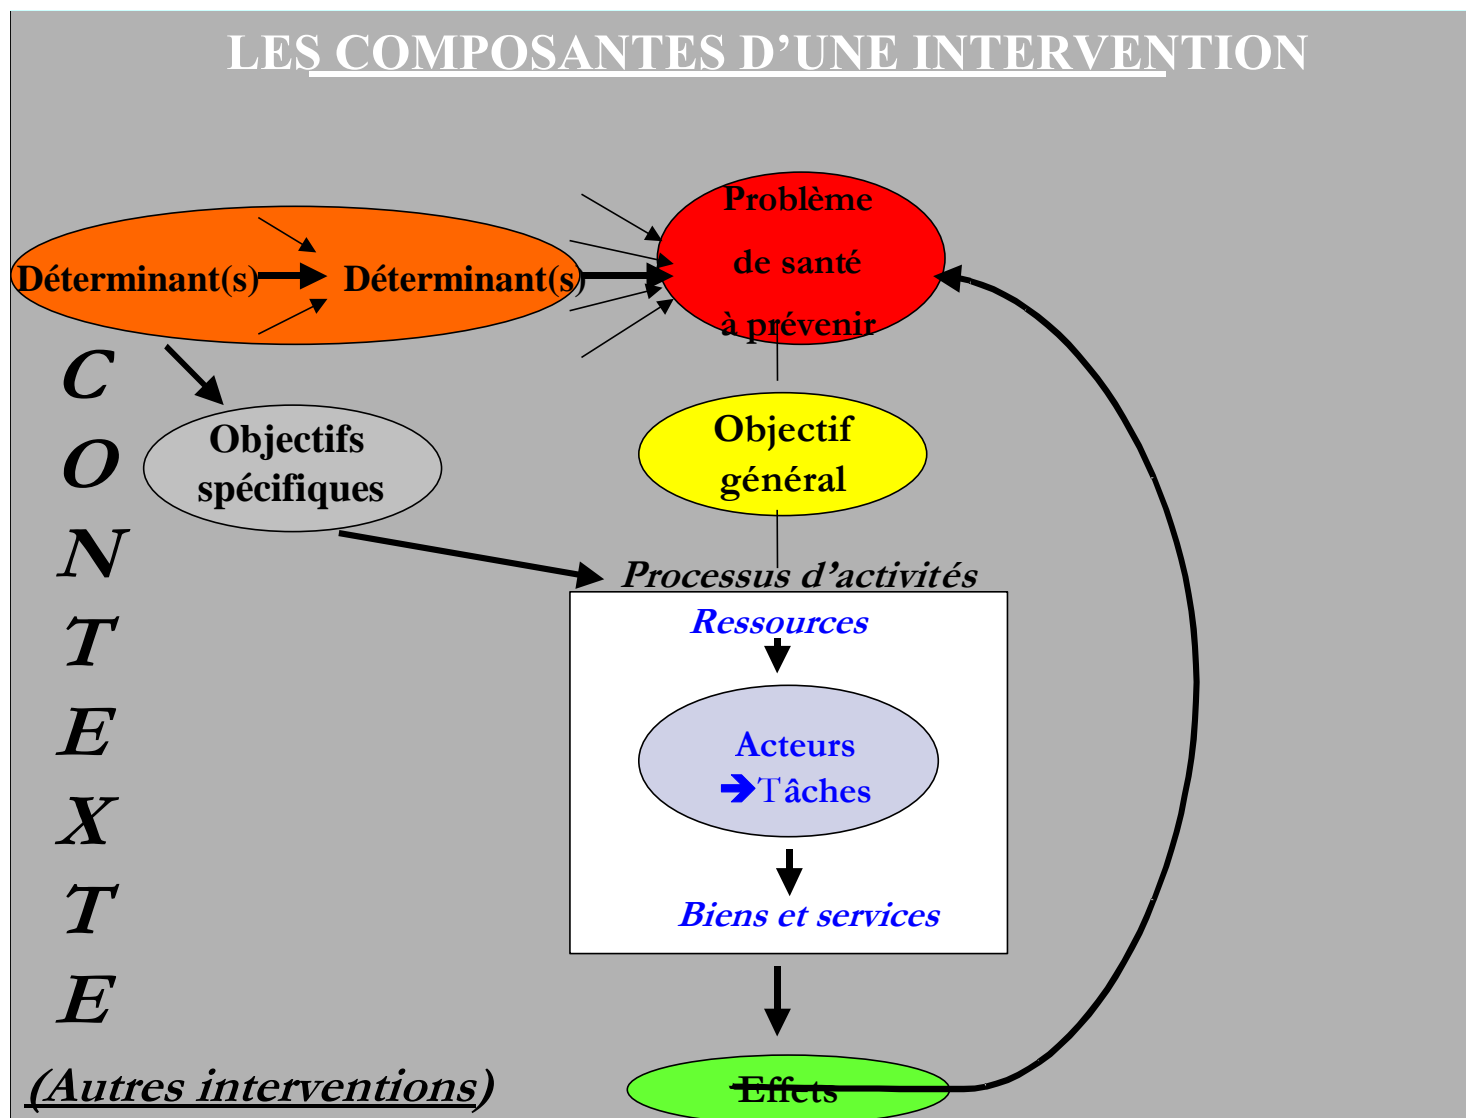 LES COMPOSANTES D’UNE INTERVENTION
Problème
de santé
à prévenir
Déterminant(s)
Déterminant(s)
CONTEXTE
Objectifs
spécifiques
Objectif
général
Processus d’activités
Ressources
Acteurs
➔Tâches
Biens et services
Effets
(Autres interventions)